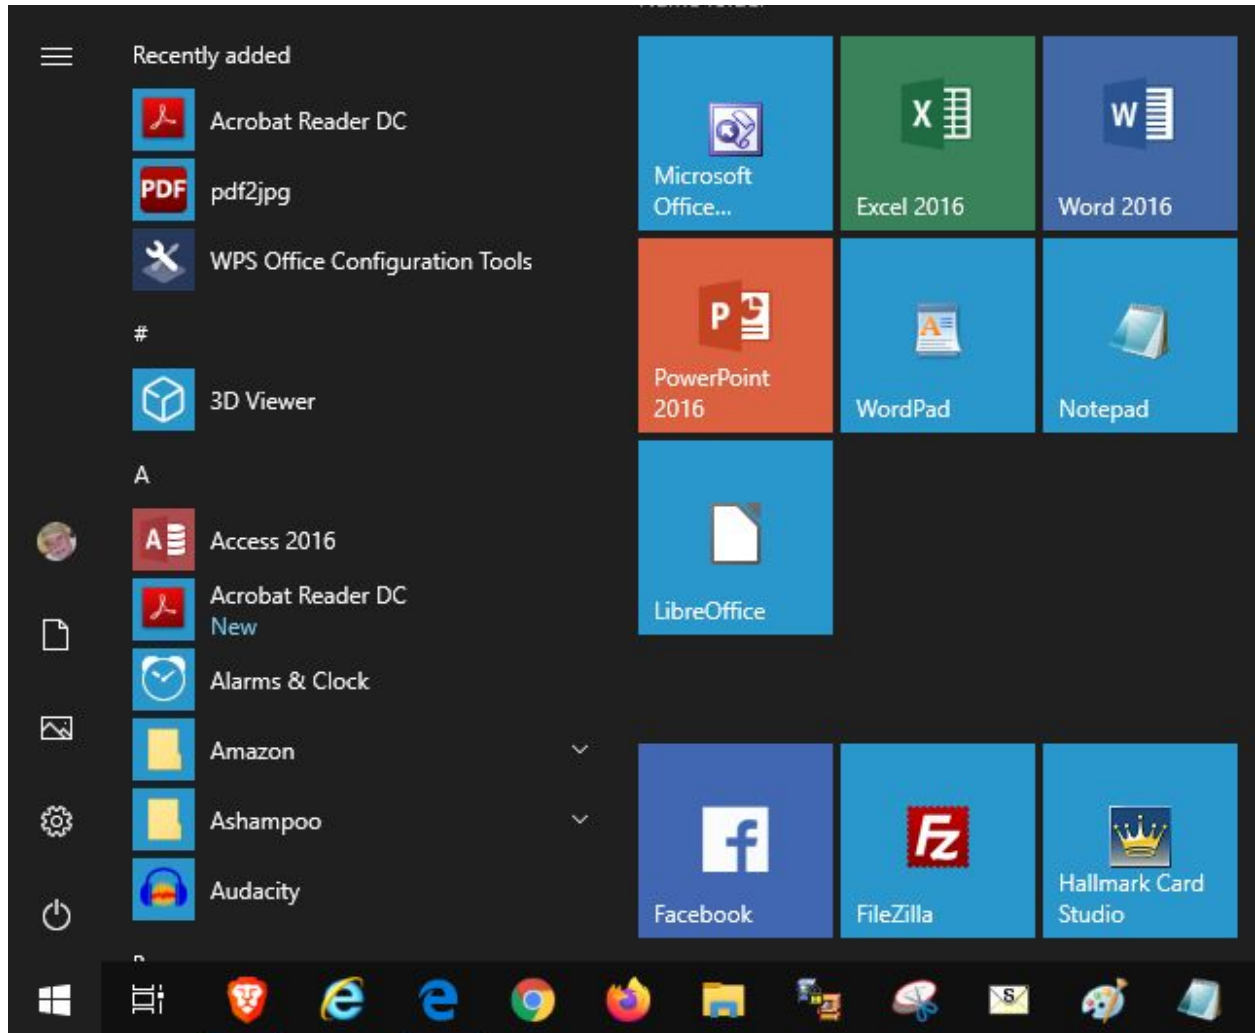 Recently added
Acrobat Reader DC
PDF
pdf2jpg
WPS Office Configuration Tools
#
3D Viewer
A
A
Access 2016
Acrobat Reader DC
New
Alarms & Clock
Amazon
Ashampoo
Audacity
Microsoft
Office...
X
Excel 2016
W
Word 2016
P
PowerPoint
2016
A
WordPad
Notepad
LibreOffice
f
Facebook
Fz
FileZilla
Hallmark Card
Studio
S